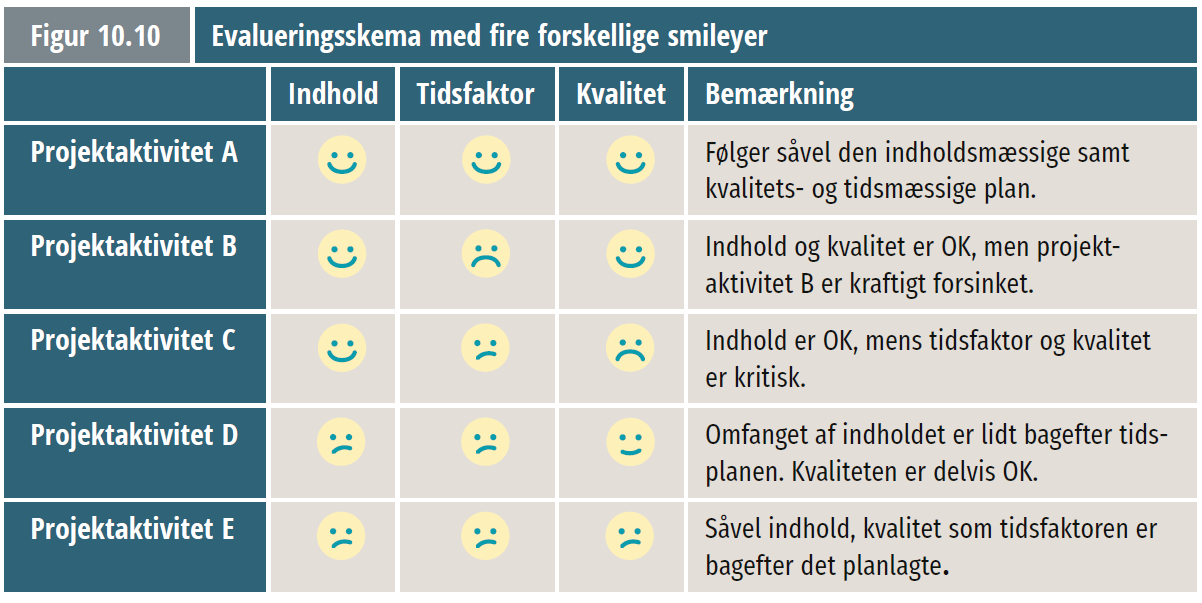 Figur 10.10 Evalueringsskema med fire forskellige smileyer
Indhold Tidsfaktor Kvalitet Bemærkning
Projektaktivitet A
Følger såvel den indholdsmæssige samt
kvalitets- og tidsmæssige plan.
Projektaktivitet B
Indhold og kvalitet er OK, men projekt-
aktivitet B er kraftigt forsinket.
Projektaktivitet C
Indhold er OK, mens tidsfaktor og kvalitet
er kritisk.
Projektaktivitet D
Omfanget af indholdet er lidt bagefter tids-
planen. Kvaliteten er delvis OK.
Projektaktivitet E
Såvel indhold, kvalitet som tidsfaktoren er
bagefter det planlagte.